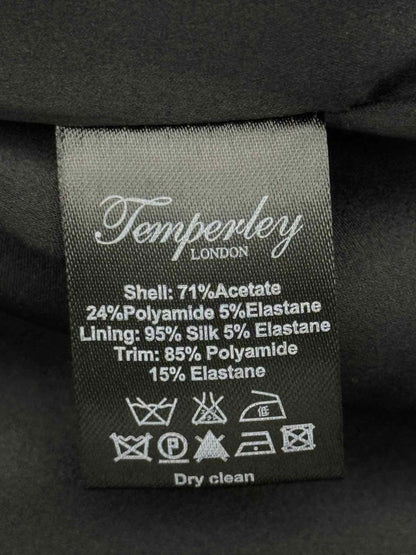 Temperley
LONDON
Shell: 71%Acetate
24%Polyamide 5%Elastane
Lining: 95% Silk 5% Elastane
Trim: 85% Polyamide
15% Elastane
低
P
Dry clean